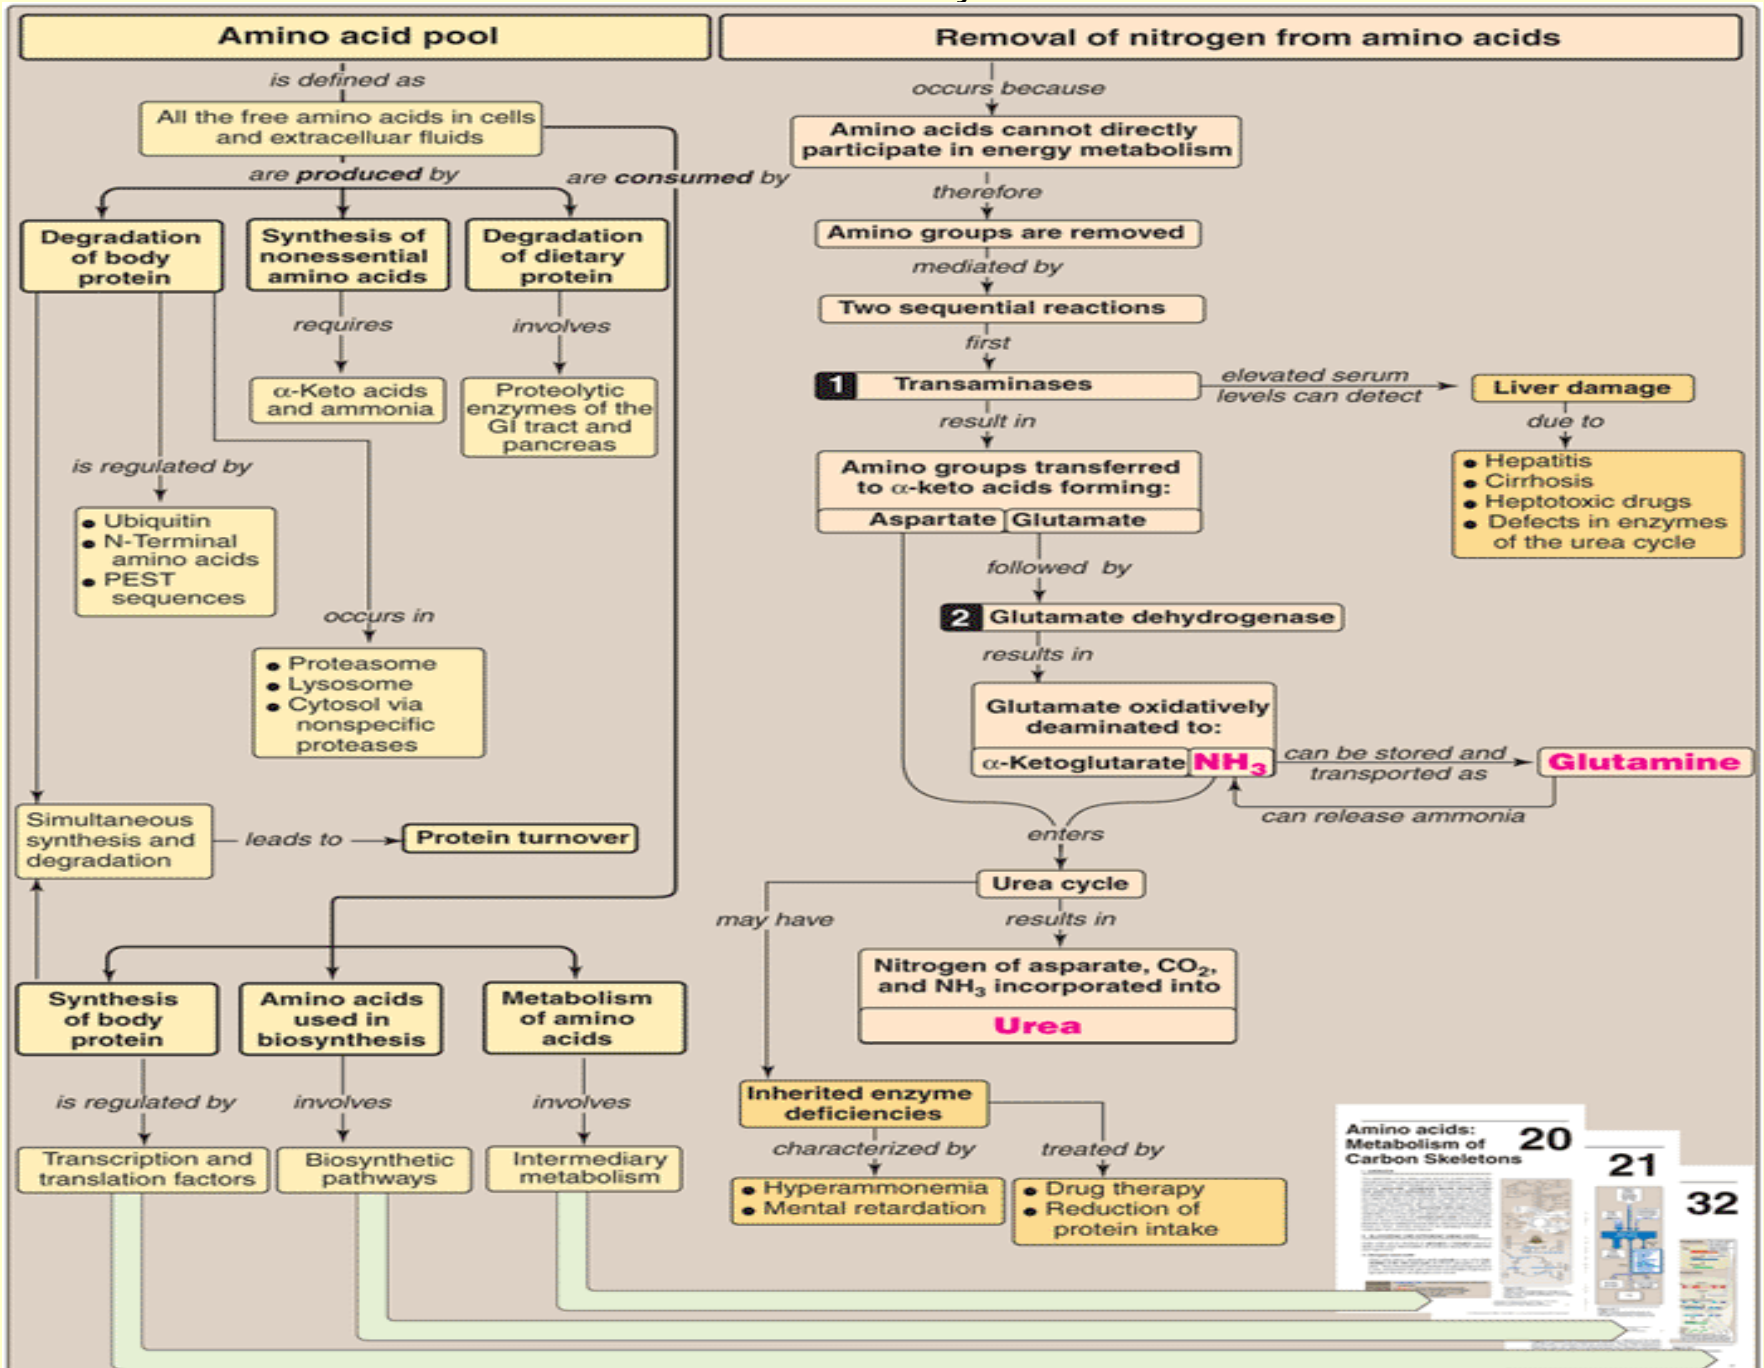 Amino acid pool
is defined as
All the free amino acids in cells
and extracelluar fluids
are produced by
are consumed by
Degradation
of body
protein
Synthesis of
nonessential
amino acids
Degradation
of dietary
protein
requires
involves
α-Keto acids
and ammonia
Proteolytic
enzymes of the
GI tract and
pancreas
is regulated by
• Ubiquitin
• N-Terminal
amino acids
• PEST
sequences
occurs in
• Proteasome
• Lysosome
• Cytosol via
nonspecific
proteases
Simultaneous
synthesis and
degradation
leads to
Protein turnover
Synthesis
of body
protein
Amino acids
used in
biosynthesis
Metabolism
of amino
acids
is regulated by
involves
involves
Transcription and
translation factors
Biosynthetic
pathways
Intermediary
metabolism
Removal of nitrogen from amino acids
occurs because
Amino acids cannot directly
participate in energy metabolism
therefore
Amino groups are removed
mediated by
Two sequential reactions
first
1 Transaminases
elevated serum
levels can detect
Liver damage
due to
• Hepatitis
• Cirrhosis
• Heptotoxic drugs
• Defects in enzymes
of the urea cycle
result in
Amino groups transferred
to α-keto acids forming:
Aspartate Glutamate
followed by
2 Glutamate dehydrogenase
results in
Glutamate oxidatively
deaminated to:
α-Ketoglutarate NH₃
can be stored and
transported as
Glutamine
can release ammonia
enters
Urea cycle
may have
results in
Nitrogen of asparate, CO₂,
and NH₃ incorporated into
Urea
Inherited enzyme
deficiencies
characterized by
treated by
• Hyperammonemia
• Mental retardation
• Drug therapy
• Reduction of
protein intake
Amino acids:
Metabolism of
Carbon Skeletons
20
21
32